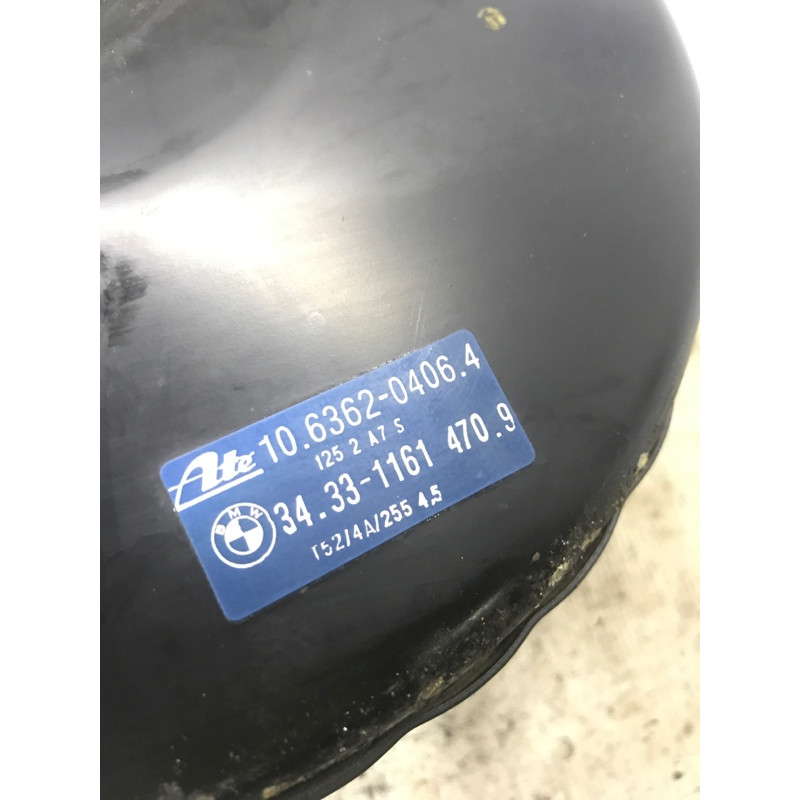 Ate 10.6362-0406.4
125 2 A7 S
BMW 34.33-1161 470.9
T52/4A/255 4,5